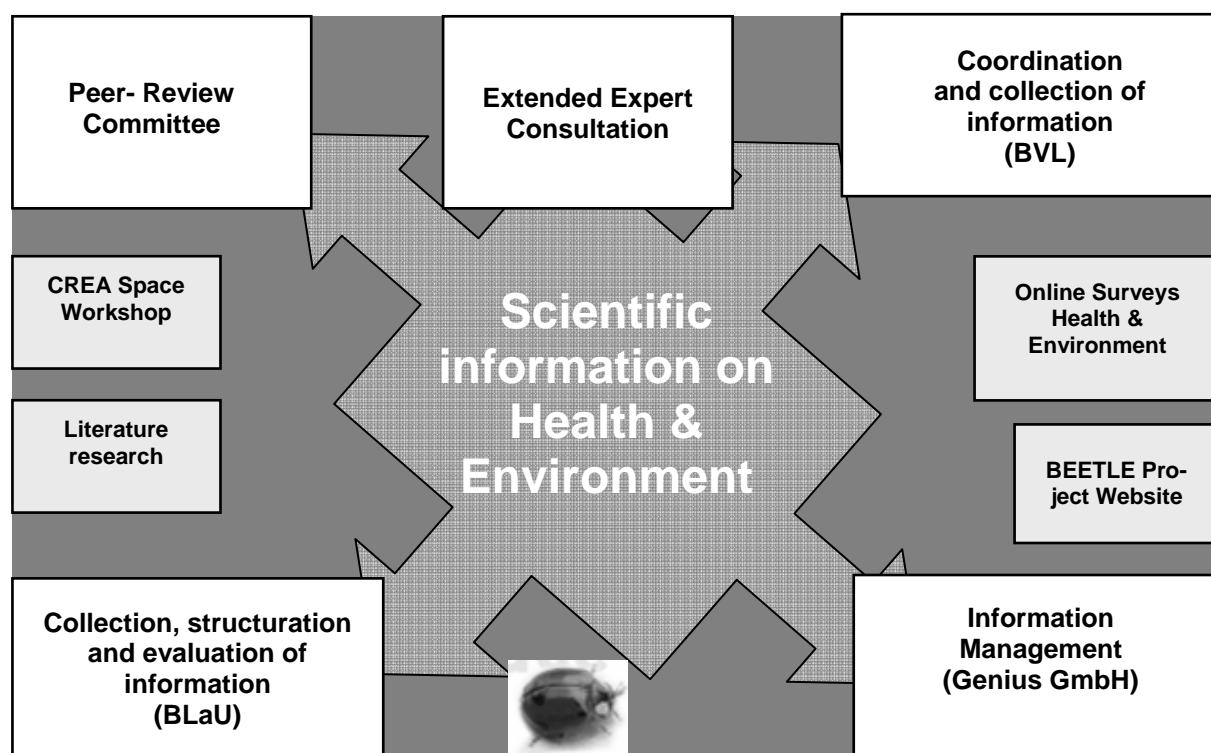 Peer- Review
Committee
Extended Expert
Consultation
Coordination
and collection of
information
(BVL)
CREA Space
Workshop
Scientific
information on
Health &
Environment
Online Surveys
Health &
Environment
Literature
research
BEETLE Pro-
ject Website
Collection, structuration
and evaluation of
information
(BLaU)
Information
Management
(Genius GmbH)